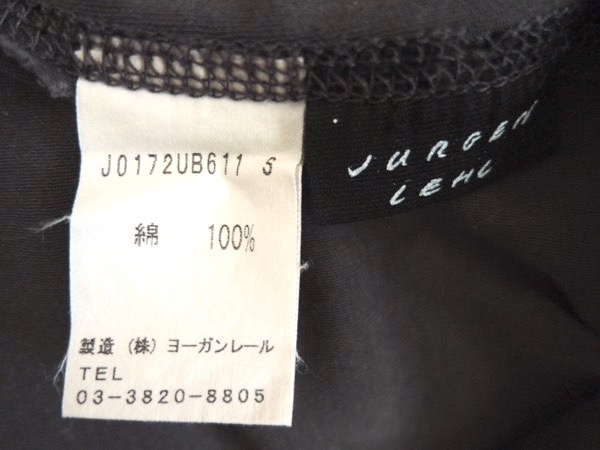 J0172UB611 S
綿 100%
製造 (株) ヨーガンレール
TEL
03-3820-8805
JURGEN
LEHL